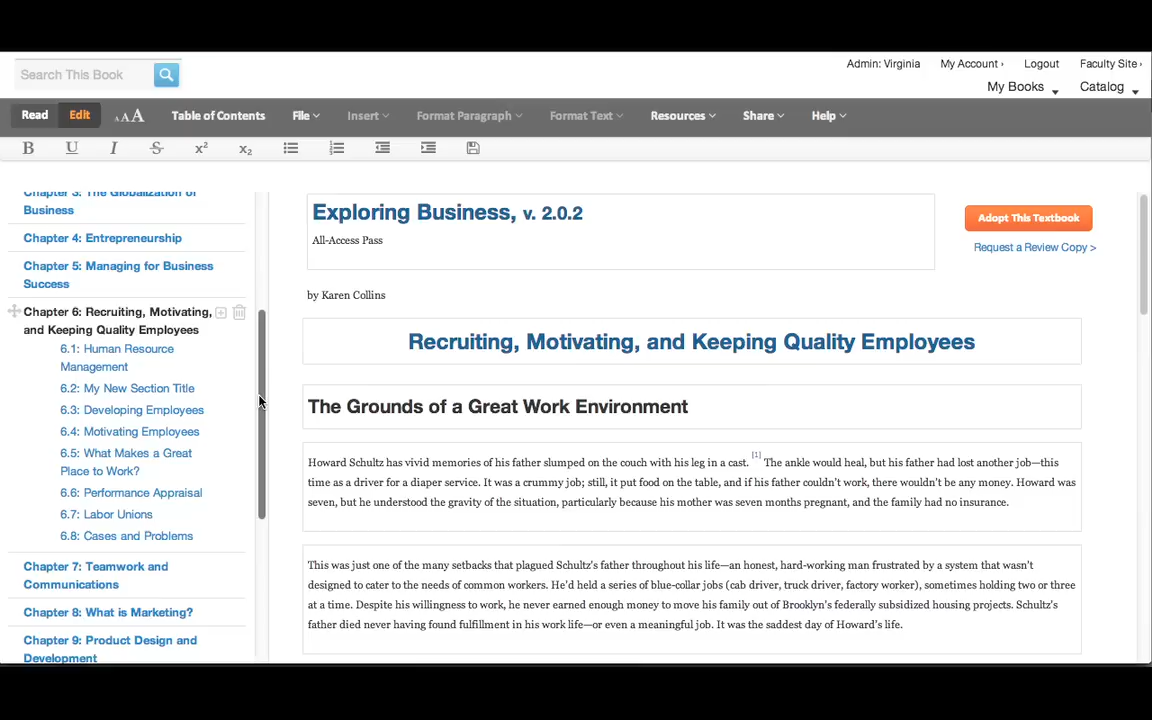 Search This Book
Admin: Virginia My Account › Logout Faculty Site ›
My Books Catalog
Read Edit A A A Table of Contents File Insert Format Paragraph Format Text Resources Share Help
B U I S x² x₂
Chapter 3: The Globalization of
Business
Chapter 4: Entrepreneurship
Chapter 5: Managing for Business
Success
Chapter 6: Recruiting, Motivating,
and Keeping Quality Employees
6.1: Human Resource
Management
6.2: My New Section Title
6.3: Developing Employees
6.4: Motivating Employees
6.5: What Makes a Great
Place to Work?
6.6: Performance Appraisal
6.7: Labor Unions
6.8: Cases and Problems
Chapter 7: Teamwork and
Communications
Chapter 8: What is Marketing?
Chapter 9: Product Design and
Development
Exploring Business, v. 2.0.2
All-Access Pass
Adopt This Textbook
Request a Review Copy >
by Karen Collins
Recruiting, Motivating, and Keeping Quality Employees
The Grounds of a Great Work Environment
Howard Schultz has vivid memories of his father slumped on the couch with his leg in a cast. [1] The ankle would heal, but his father had lost another job—this
time as a driver for a diaper service. It was a crummy job; still, it put food on the table, and if his father couldn't work, there wouldn't be any money. Howard was
seven, but he understood the gravity of the situation, particularly because his mother was seven months pregnant, and the family had no insurance.
This was just one of the many setbacks that plagued Schultz's father throughout his life—an honest, hard-working man frustrated by a system that wasn't
designed to cater to the needs of common workers. He'd held a series of blue-collar jobs (cab driver, truck driver, factory worker), sometimes holding two or three
at a time. Despite his willingness to work, he never earned enough money to move his family out of Brooklyn's federally subsidized housing projects. Schultz's
father died never having found fulfillment in his work life—or even a meaningful job. It was the saddest day of Howard's life.